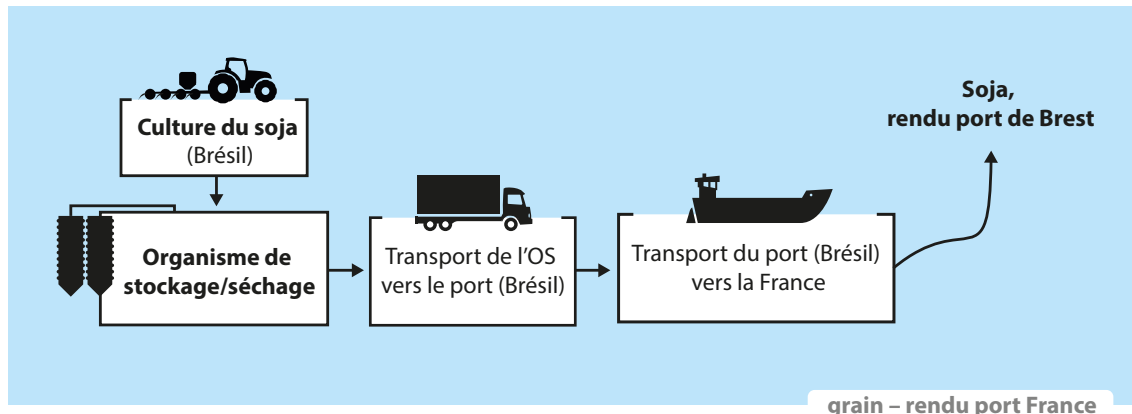 Culture du soja
(Brésil)
Organisme de
stockage/séchage
Transport de l'OS
vers le port (Brésil)
Transport du port (Brésil)
vers la France
Soja,
rendu port de Brest
grain – rendu port France